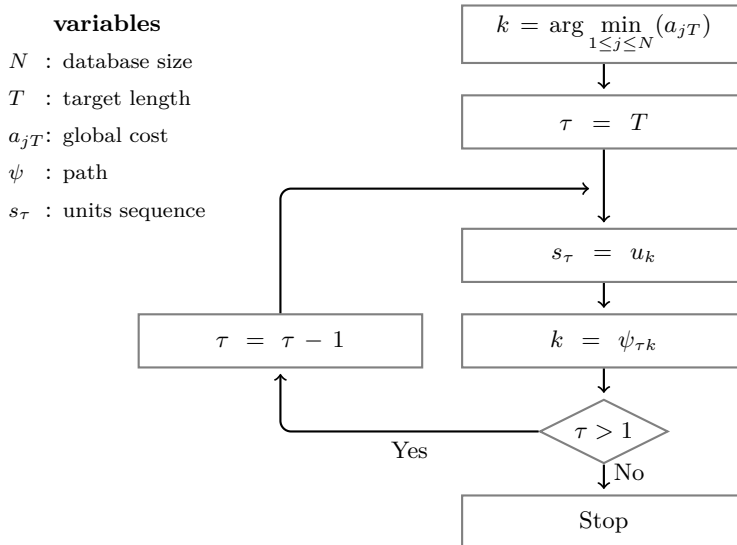 variables
N : database size
T : target length
a_{jT}: global cost
ψ : path
s_τ : units sequence
k = arg min_{1≤j≤N}(a_{jT})
τ = T
s_τ = u_k
τ = τ − 1
k = ψ_{τk}
τ > 1
Yes
No
Stop